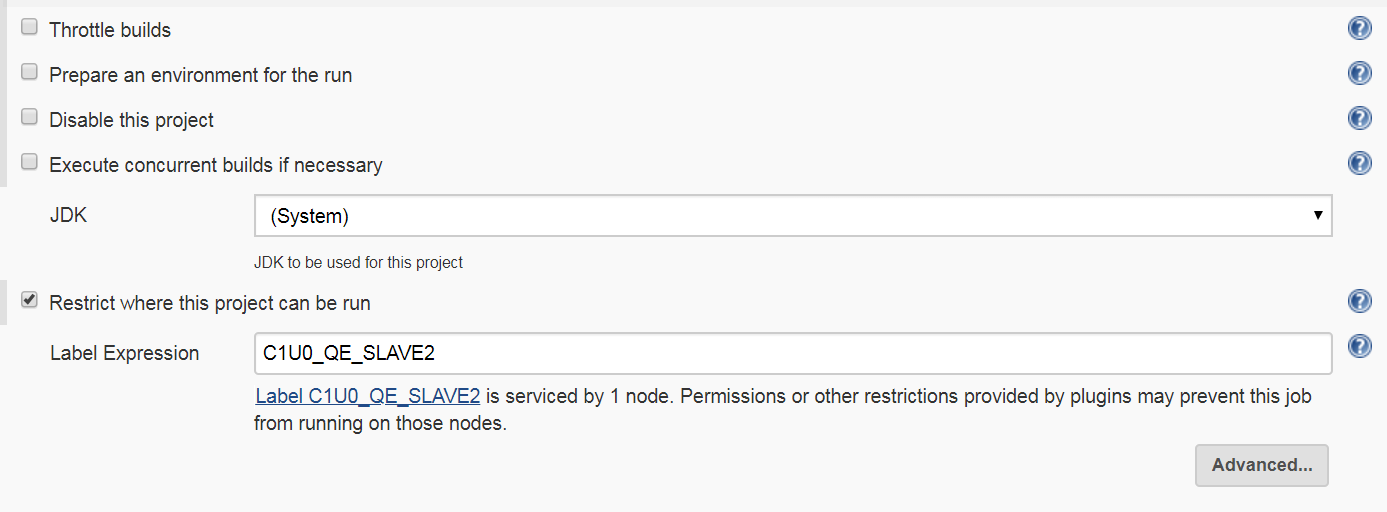 Throttle builds
Prepare an environment for the run
Disable this project
Execute concurrent builds if necessary
JDK
(System)
JDK to be used for this project
Restrict where this project can be run
Label Expression
C1U0_QE_SLAVE2
Label C1U0_QE_SLAVE2 is serviced by 1 node. Permissions or other restrictions provided by plugins may prevent this job
from running on those nodes.
Advanced...